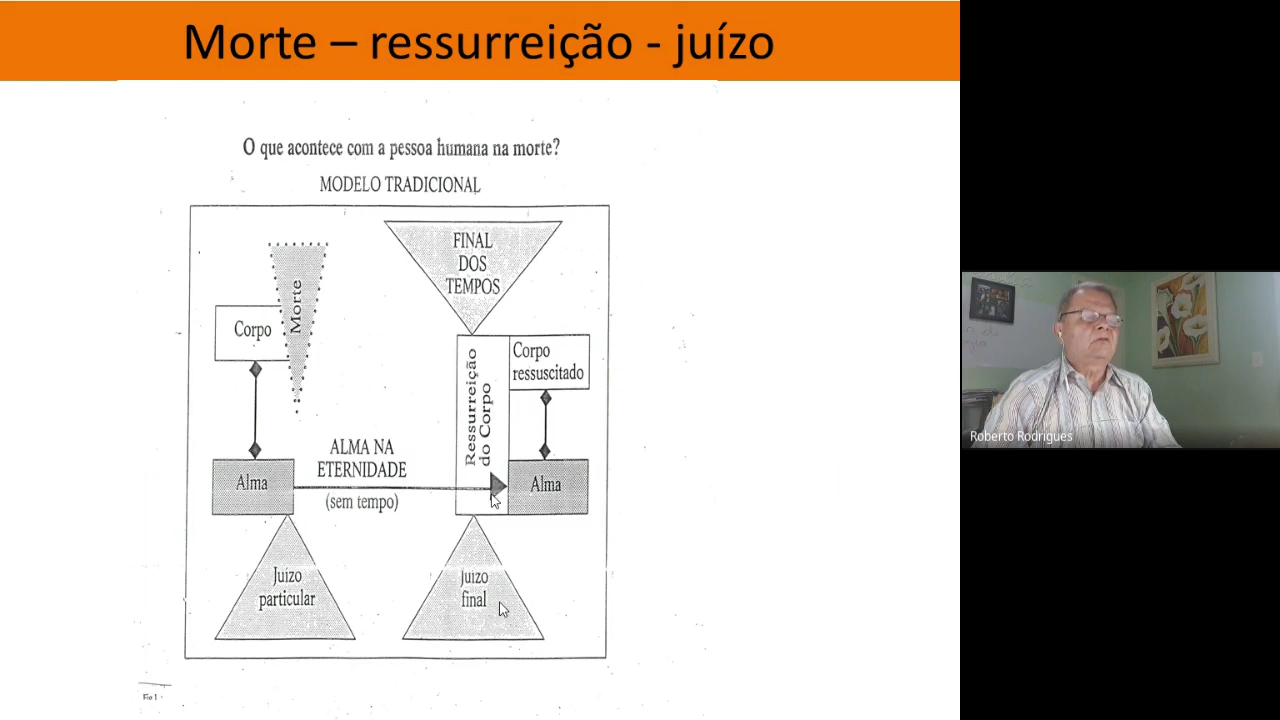 Morte – ressurreição - juízo
O que acontece com a pessoa humana na morte?
MODELO TRADICIONAL
FINAL
DOS
TEMPOS
Morte
Corpo
Ressurreição
do Corpo
Corpo
ressuscitado
ALMA NA
ETERNIDADE
(sem tempo)
Alma
Alma
Juízo
particular
Juízo
final
Roberto Rodrigues